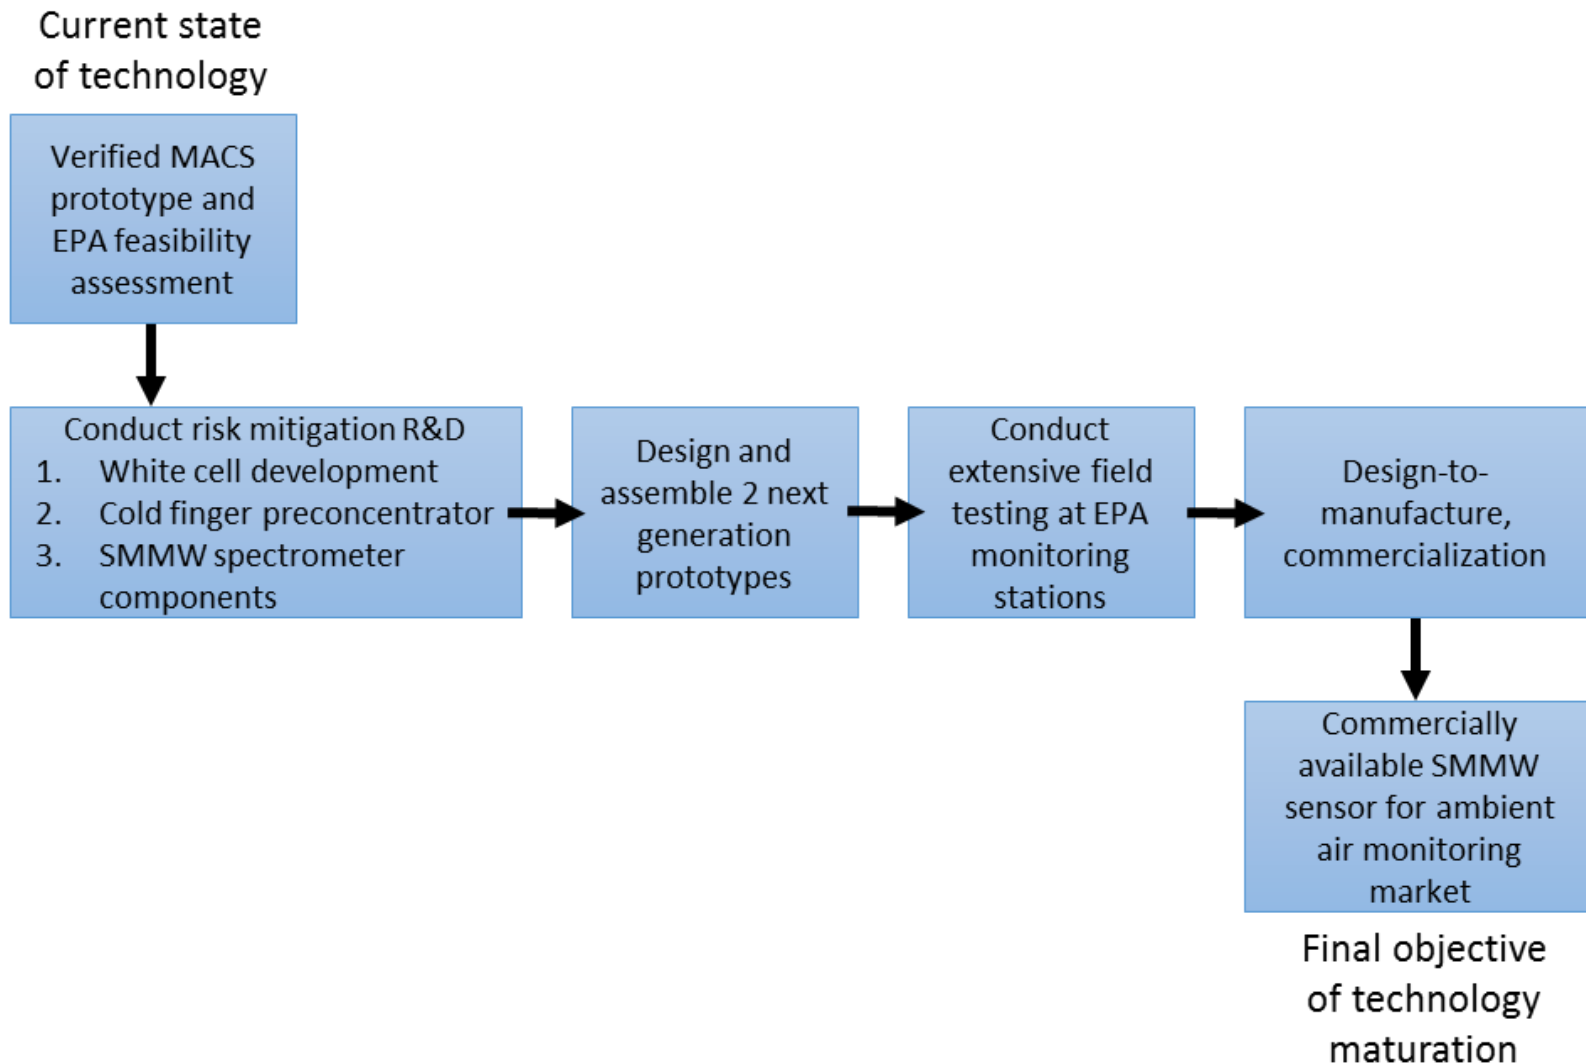 Current state
of technology
Verified MACS
prototype and
EPA feasibility
assessment
Conduct risk mitigation R&D
1. White cell development
2. Cold finger preconcentrator
3. SMMW spectrometer
components
Design and
assemble 2 next
generation
prototypes
Conduct
extensive field
testing at EPA
monitoring
stations
Design-to-
manufacture,
commercialization
Commercially
available SMMW
sensor for ambient
air monitoring
market
Final objective
of technology
maturation